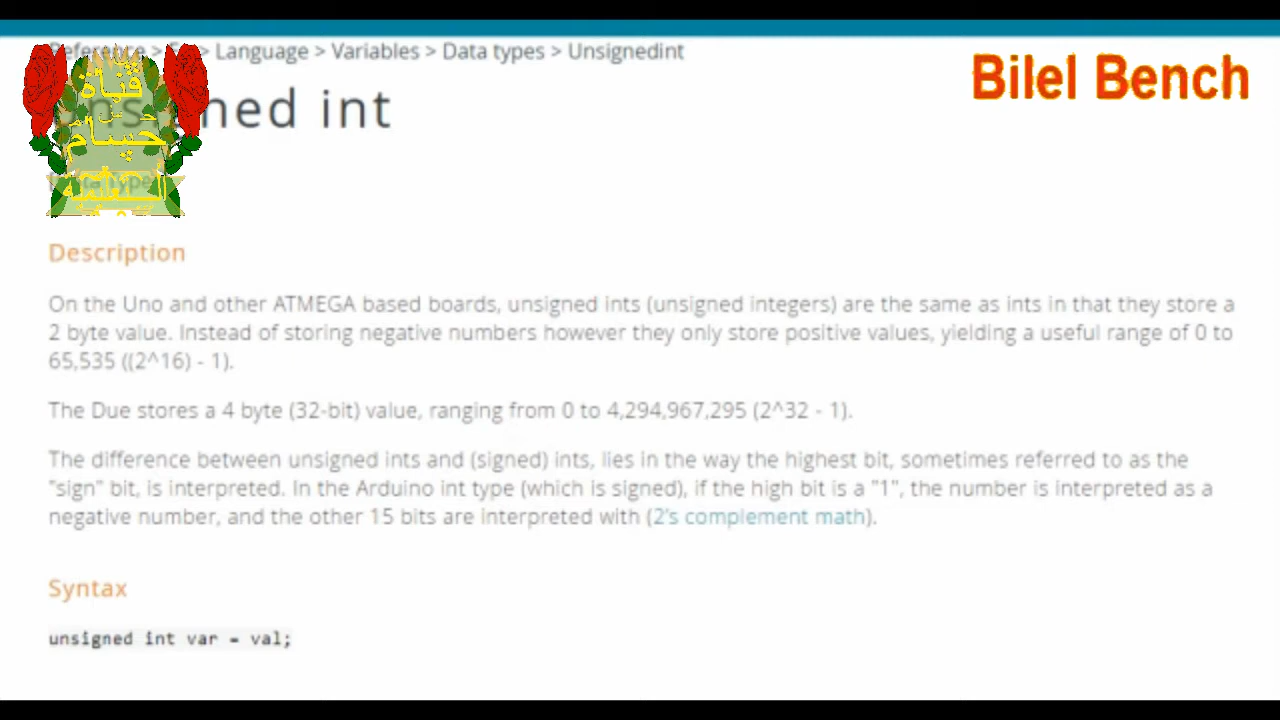 Reference > > Language > Variables > Data types > Unsignedint
Bilel Bench
unsigned int
قناة
حسام
التعليمية
Description
On the Uno and other ATMEGA based boards, unsigned ints (unsigned integers) are the same as ints in that they store a
2 byte value. Instead of storing negative numbers however they only store positive values, yielding a useful range of 0 to
65,535 ((2^16) - 1).
The Due stores a 4 byte (32-bit) value, ranging from 0 to 4,294,967,295 (2^32 - 1).
The difference between unsigned ints and (signed) ints, lies in the way the highest bit, sometimes referred to as the
"sign" bit, is interpreted. In the Arduino int type (which is signed), if the high bit is a "1", the number is interpreted as a
negative number, and the other 15 bits are interpreted with (2's complement math).
Syntax
unsigned int var = val;